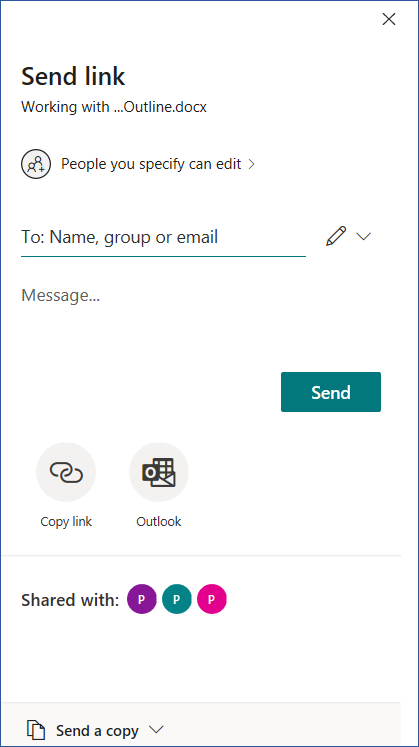 Send link
Working with ...Outline.docx
People you specify can edit
To: Name, group or email
Message...
Send
Copy link
Outlook
Shared with: P P P
Send a copy